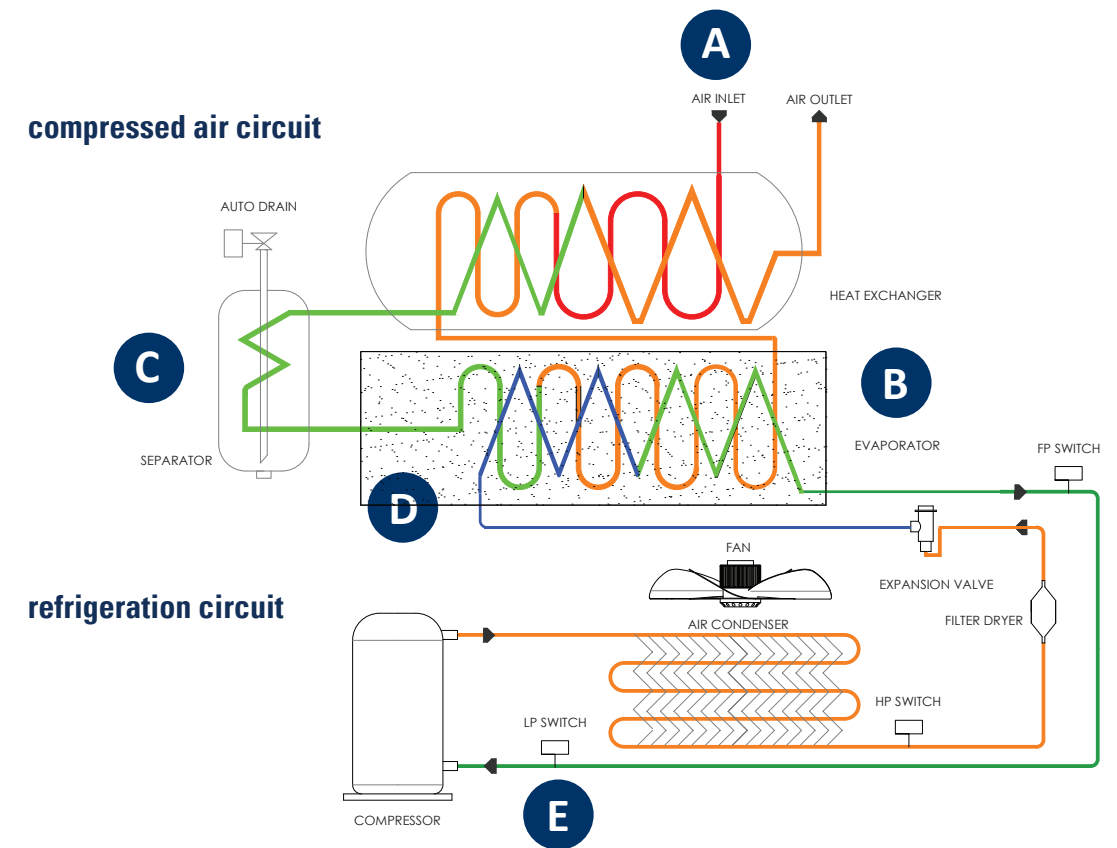 A
AIR INLET
AIR OUTLET
compressed air circuit
AUTO DRAIN
HEAT EXCHANGER
C
B
EVAPORATOR
SEPARATOR
FP SWITCH
D
FAN
EXPANSION VALVE
refrigeration circuit
AIR CONDENSER
FILTER DRYER
HP SWITCH
LP SWITCH
E
COMPRESSOR